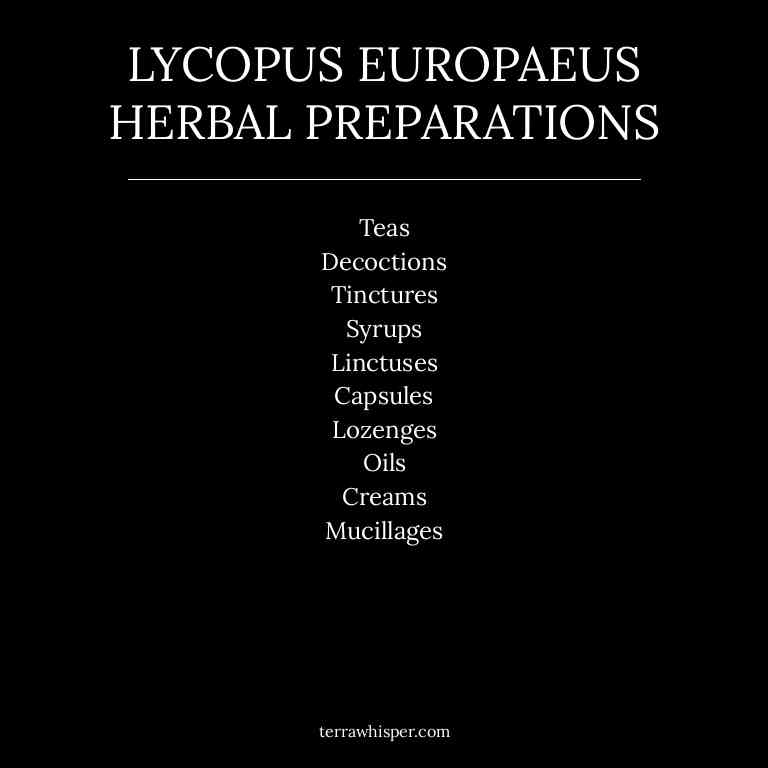 LYCOPUS EUROPAEUS
HERBAL PREPARATIONS
Teas
Decoctions
Tinctures
Syrups
Linctuses
Capsules
Lozenges
Oils
Creams
Mucillages
terrawhisper.com